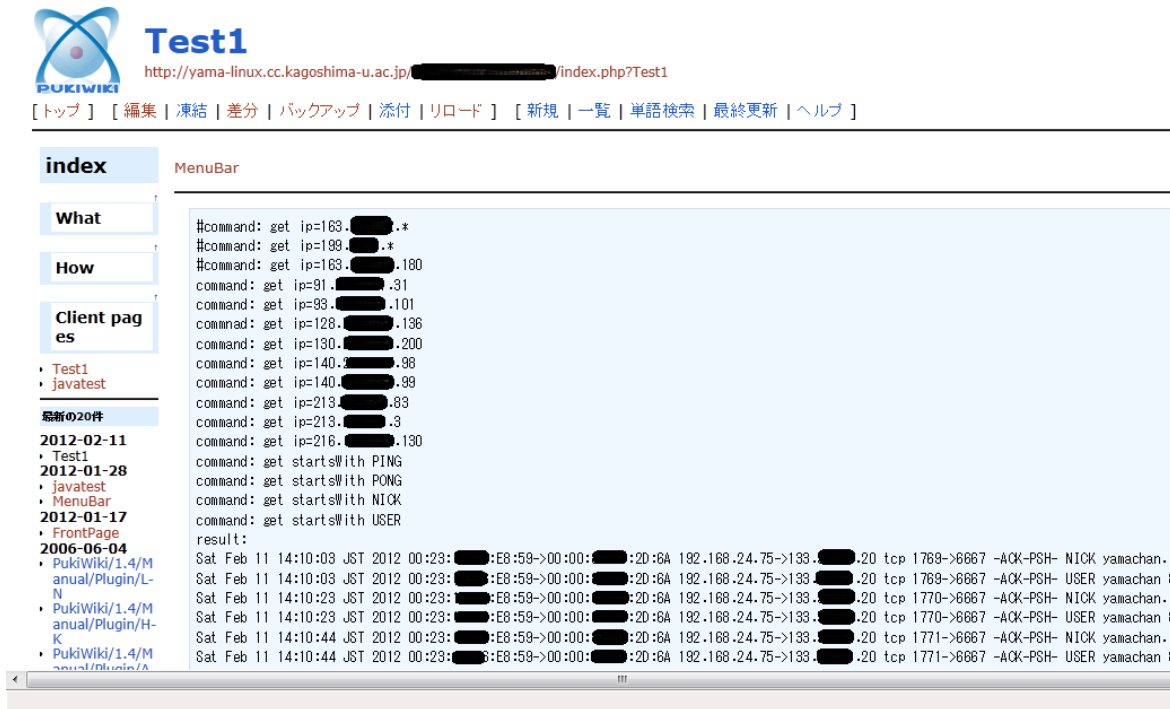 PUKIWIKI
Test1
http://yama-linux.cc.kagoshima-u.ac.jp/ /index.php?Test1
[ トップ ] [ 編集 | 凍結 | 差分 | バックアップ | 添付 | リロード ] [ 新規 | 一覧 | 単語検索 | 最終更新 | ヘルプ ]
index
↑
What
↑
How
↑
Client pag
es
Test1
javatest
最新の20件
2012-02-11
Test1
2012-01-28
javatest
MenuBar
2012-01-17
FrontPage
2006-06-04
PukiWiki/1.4/M
anual/Plugin/L-
N
PukiWiki/1.4/M
anual/Plugin/H-
K
PukiWiki/1.4/M
anual/Plugin/A
MenuBar
#command: get ip=163. .*
#command: get ip=199. .*
#command: get ip=163. .180
command: get ip=91. .31
command: get ip=93. .101
commnad: get ip=128. .136
command: get ip=130. .200
command: get ip=140. .98
command: get ip=140. .99
command: get ip=213. .83
command: get ip=213. .3
command: get ip=216. .130
command: get startsWith PING
command: get startsWith PONG
command: get startsWith NICK
command: get startsWith USER
result:
Sat Feb 11 14:10:03 JST 2012 00:23: :E8:59->00:00: :2D:6A 192.168.24.75->133. .20 tcp 1769->6667 -ACK-PSH- NICK yamachan.
Sat Feb 11 14:10:03 JST 2012 00:23: :E8:59->00:00: :2D:6A 192.168.24.75->133. .20 tcp 1769->6667 -ACK-PSH- USER yamachan
Sat Feb 11 14:10:23 JST 2012 00:23: :E8:59->00:00: :2D:6A 192.168.24.75->133. .20 tcp 1770->6667 -ACK-PSH- NICK yamachan.
Sat Feb 11 14:10:23 JST 2012 00:23: :E8:59->00:00: :2D:6A 192.168.24.75->133. .20 tcp 1770->6667 -ACK-PSH- USER yamachan
Sat Feb 11 14:10:44 JST 2012 00:23: :E8:59->00:00: :2D:6A 192.168.24.75->133. .20 tcp 1771->6667 -ACK-PSH- NICK yamachan.
Sat Feb 11 14:10:44 JST 2012 00:23: :E8:59->00:00: :2D:6A 192.168.24.75->133. .20 tcp 1771->6667 -ACK-PSH- USER yamachan